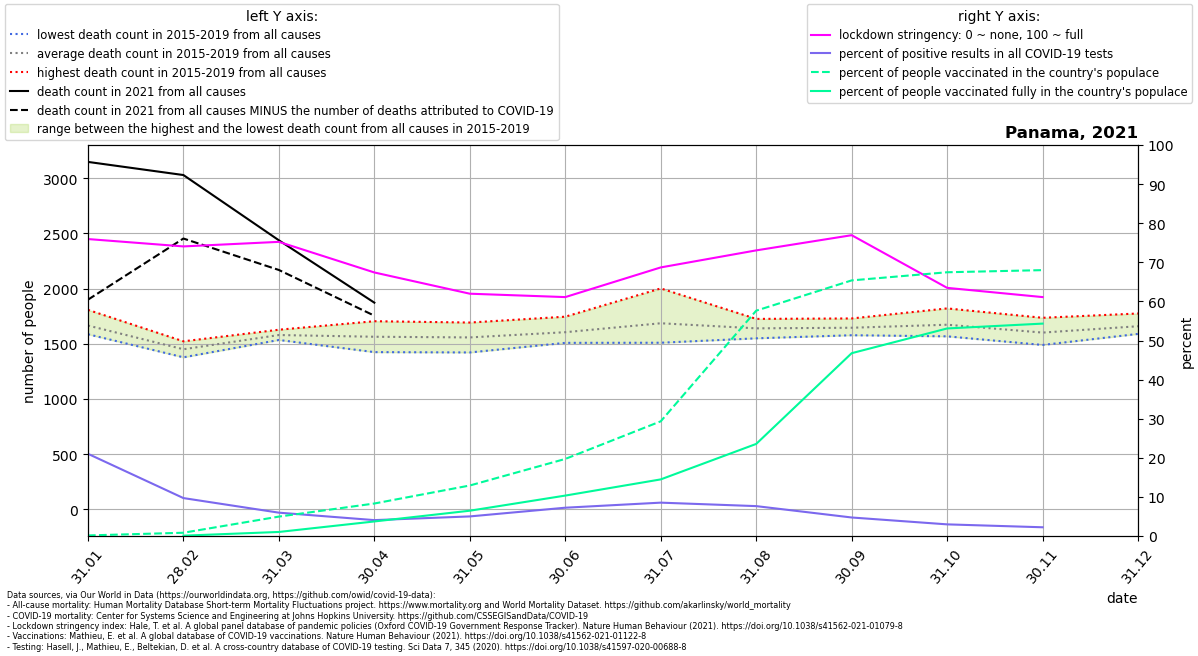 left Y axis:
lowest death count in 2015-2019 from all causes
average death count in 2015-2019 from all causes
highest death count in 2015-2019 from all causes
death count in 2021 from all causes
death count in 2021 from all causes MINUS the number of deaths attributed to COVID-19
range between the highest and the lowest death count from all causes in 2015-2019
right Y axis:
lockdown stringency: 0 ~ none, 100 ~ full
percent of positive results in all COVID-19 tests
percent of people vaccinated in the country's populace
percent of people vaccinated fully in the country's populace
Panama, 2021
number of people
3000
2500
2000
1500
1000
500
0
100
90
80
70
60
50
40
30
20
10
0
percent
31.01
28.02
31.03
30.04
31.05
30.06
31.07
31.08
30.09
31.10
30.11
31.12
date
Data sources, via Our World in Data (https://ourworldindata.org, https://github.com/owid/covid-19-data):
- All-cause mortality: Human Mortality Database Short-term Mortality Fluctuations project. https://www.mortality.org and World Mortality Dataset. https://github.com/akarlinsky/world_mortality
- COVID-19 mortality: Center for Systems Science and Engineering at Johns Hopkins University. https://github.com/CSSEGISandData/COVID-19
- Lockdown stringency index: Hale, T. et al. A global panel database of pandemic policies (Oxford COVID-19 Government Response Tracker). Nature Human Behaviour (2021). https://doi.org/10.1038/s41562-021-01079-8
- Vaccinations: Mathieu, E. et al. A global database of COVID-19 vaccinations. Nature Human Behaviour (2021). https://doi.org/10.1038/s41562-021-01122-8
- Testing: Hasell, J., Mathieu, E., Beltekian, D. et al. A cross-country database of COVID-19 testing. Sci Data 7, 345 (2020). https://doi.org/10.1038/s41597-020-00688-8